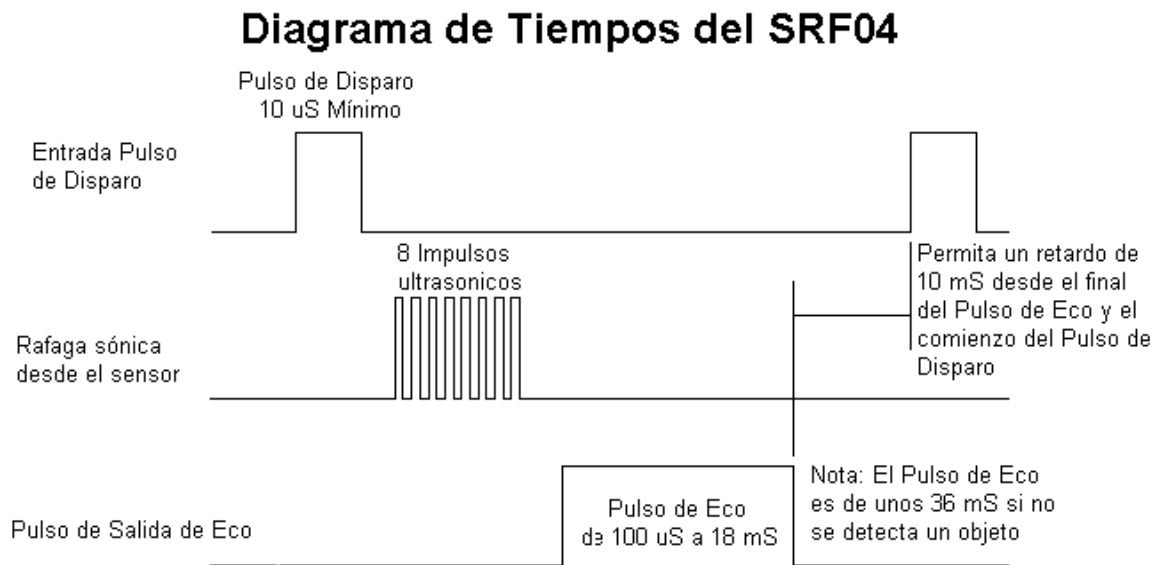 Diagrama de Tiempos del SRF04
Pulso de Disparo
10 uS Mínimo
Entrada Pulso
de Disparo
8 Impulsos
ultrasonicos
Permita un retardo de
10 mS desde el final
del Pulso de Eco y el
comienzo del Pulso de
Disparo
Rafaga sónica
desde el sensor
Pulso de Salida de Eco
Pulso de Eco
de 100 uS a 18 mS
Nota: El Pulso de Eco
es de unos 36 mS si no
se detecta un objeto